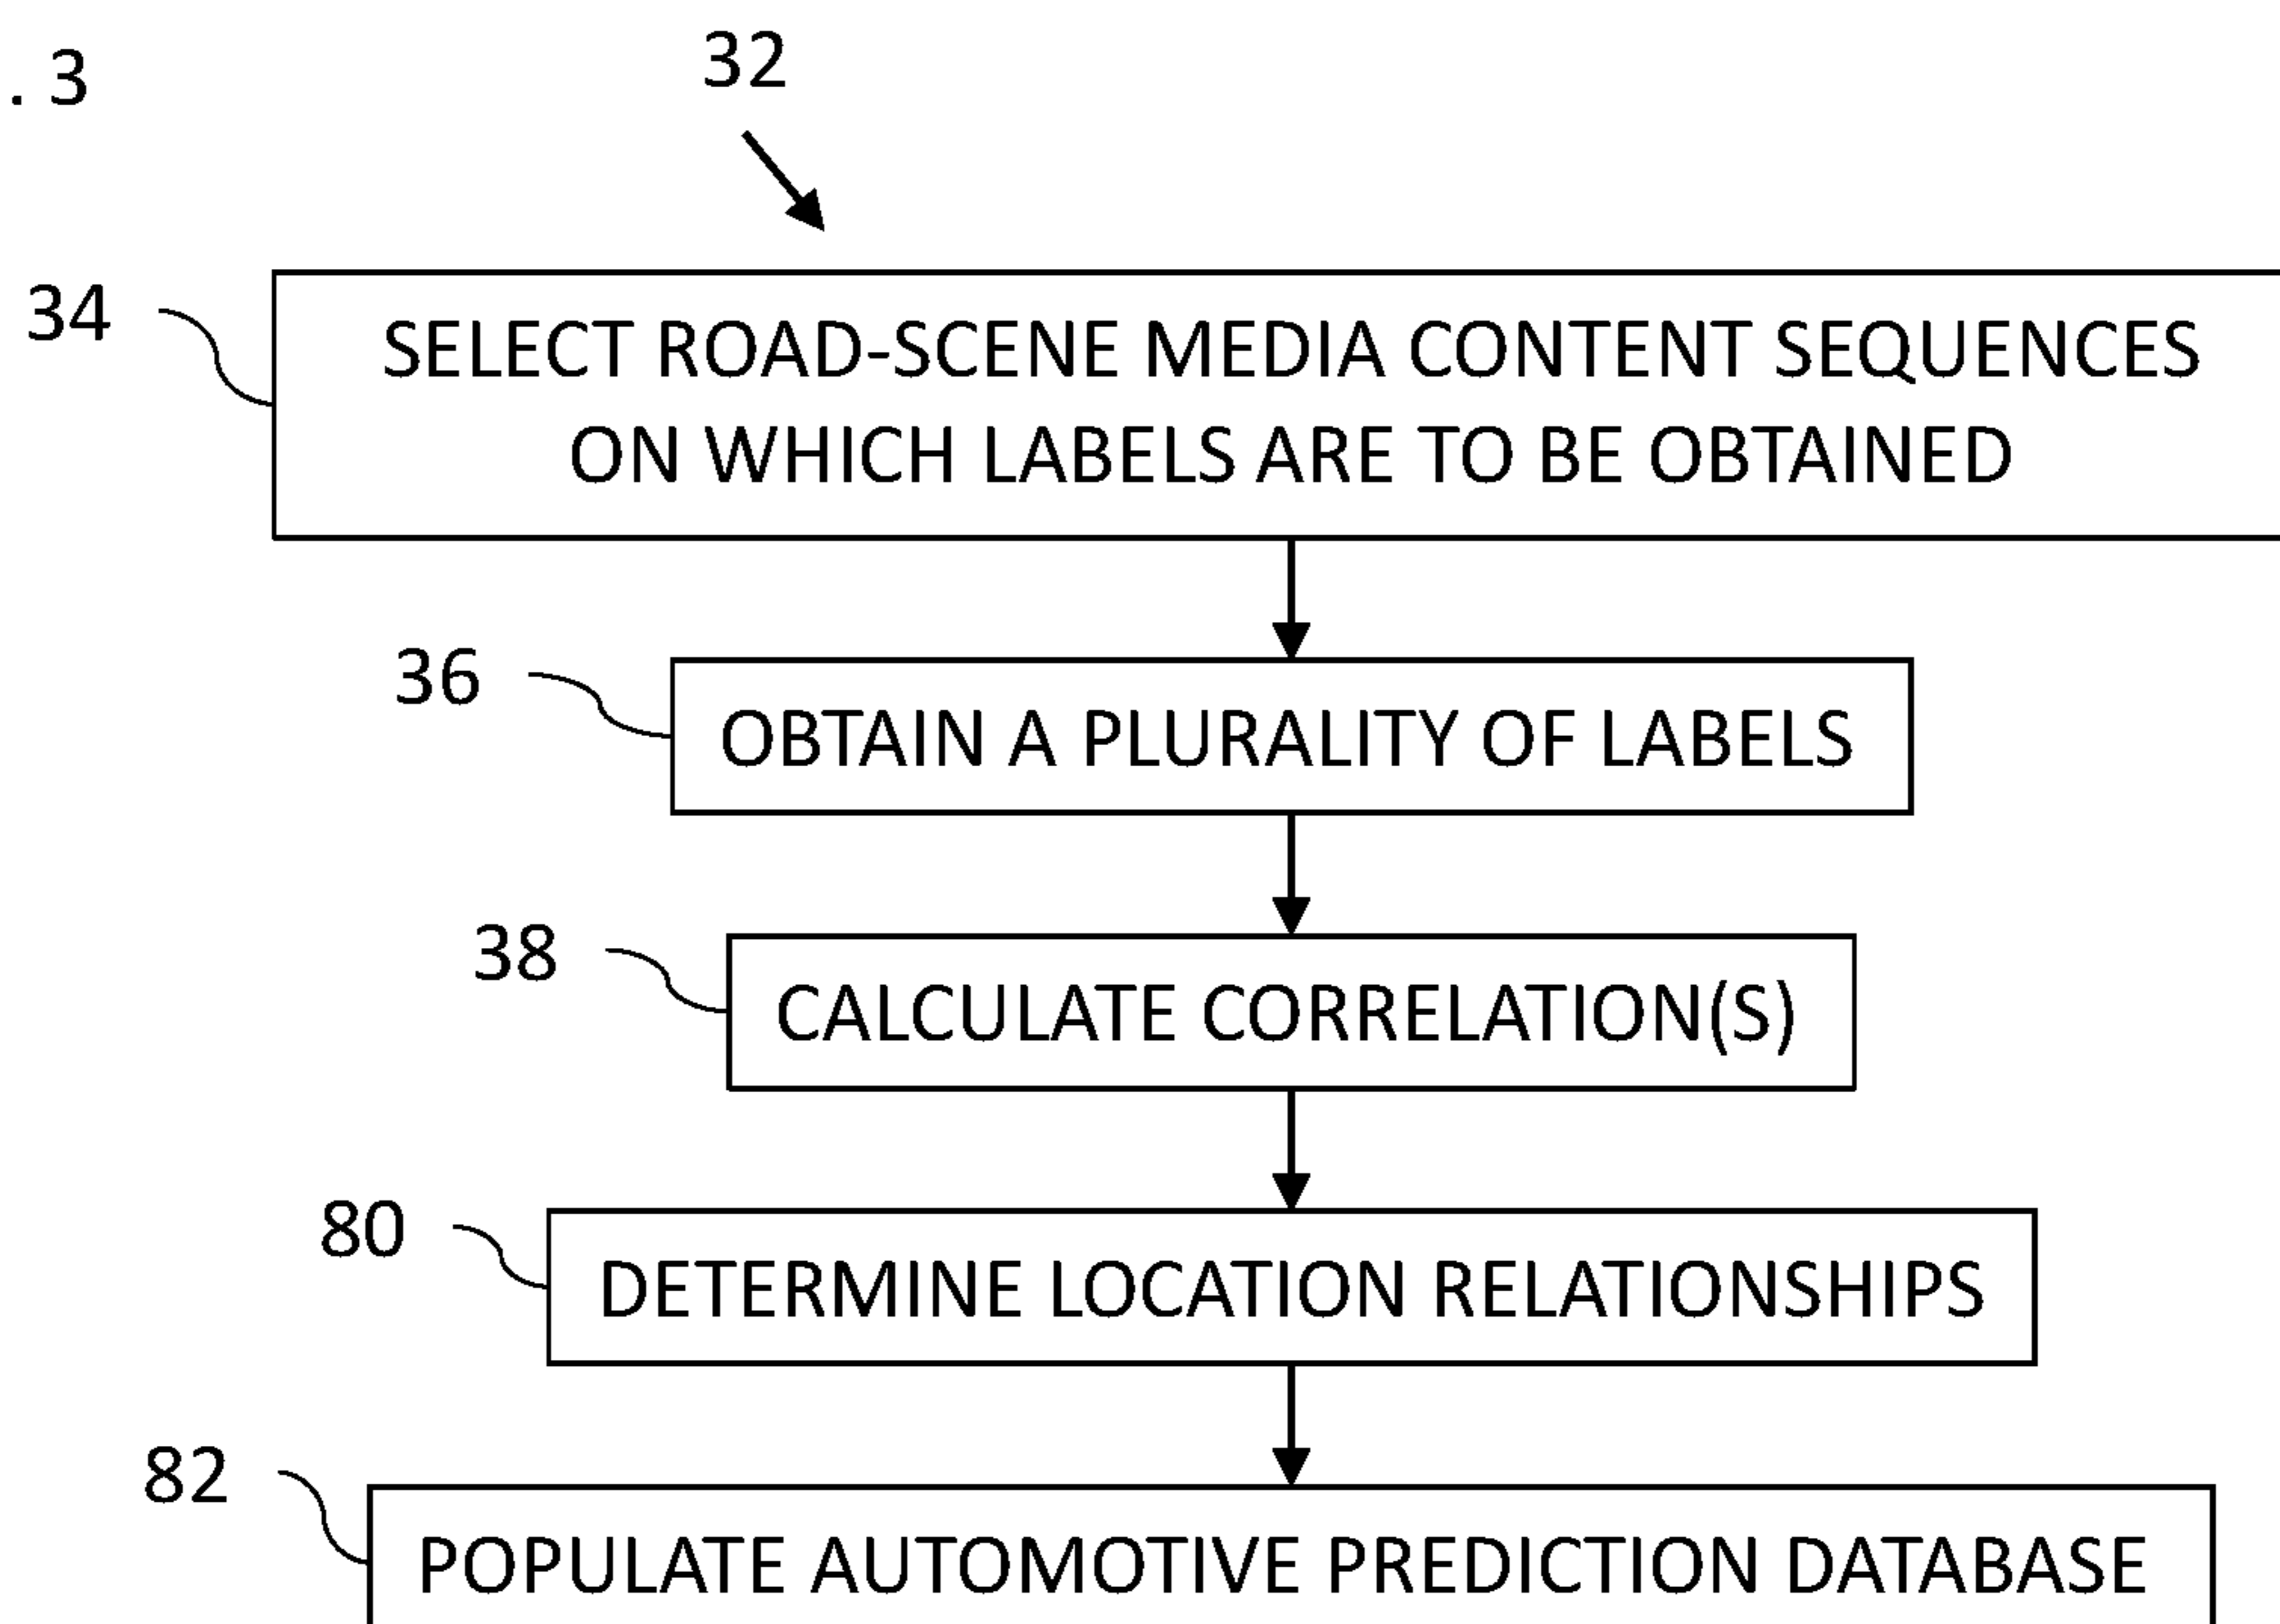 . 3
32
34
SELECT ROAD-SCENE MEDIA CONTENT SEQUENCES
ON WHICH LABELS ARE TO BE OBTAINED
36
OBTAIN A PLURALITY OF LABELS
38
CALCULATE CORRELATION(S)
80
DETERMINE LOCATION RELATIONSHIPS
82
POPULATE AUTOMOTIVE PREDICTION DATABASE